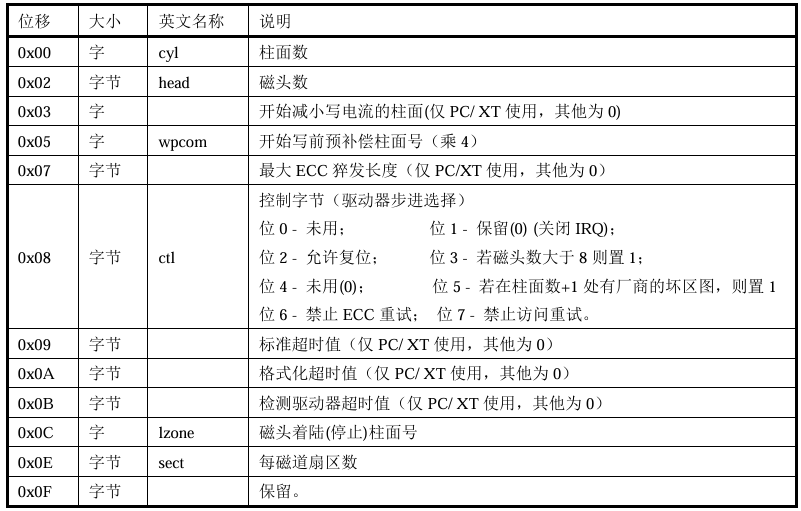 位移 大小 英文名称 说明
0x00 字 cyl 柱面数
0x02 字节 head 磁头数
0x03 字 开始减小写电流的柱面(仅 PC/ XT 使用，其他为 0)
0x05 字 wpcom 开始写前预补偿柱面号（乘 4）
0x07 字节 最大 ECC 猝发长度（仅 PC/XT 使用，其他为 0）
控制字节（驱动器步进选择）
位 0 - 未用； 位 1 - 保留(0) (关闭 IRQ)；
0x08 字节 ctl 位 2 - 允许复位； 位 3 - 若磁头数大于 8 则置 1；
位 4 - 未用(0)； 位 5 - 若在柱面数+1 处有厂商的坏区图，则置 1
位 6 - 禁止 ECC 重试； 位 7 - 禁止访问重试。
0x09 字节 标准超时值（仅 PC/ XT 使用，其他为 0）
0x0A 字节 格式化超时值（仅 PC/ XT 使用，其他为 0）
0x0B 字节 检测驱动器超时值（仅 PC/ XT 使用，其他为 0）
0x0C 字 lzone 磁头着陆(停止)柱面号
0x0E 字节 sect 每磁道扇区数
0x0F 字节 保留。